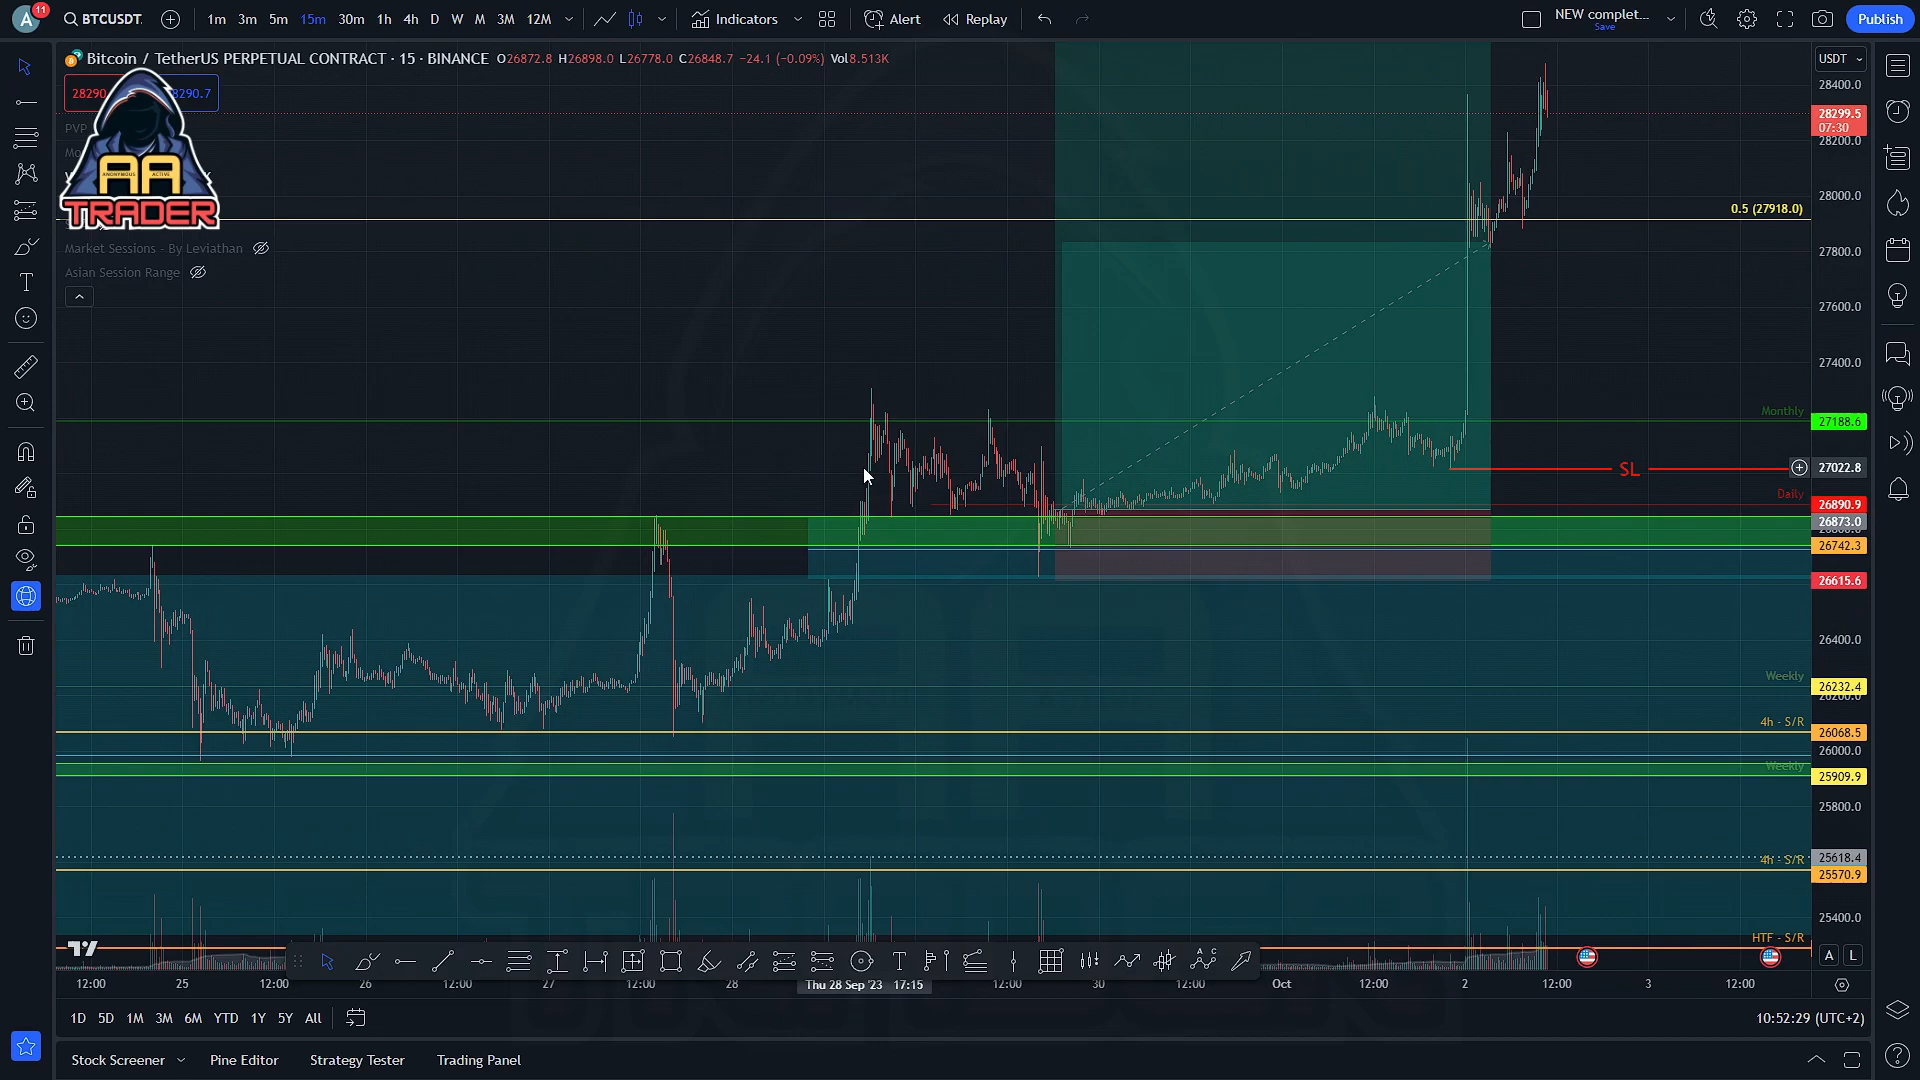 A 11 BTCUSDT. 1m 3m 5m 15m 30m 1h 4h D W M 3M 12M Indicators Alert Replay NEW complet... Save Publish
Bitcoin / TetherUS PERPETUAL CONTRACT · 15 · BINANCE O26872.8 H26898.0 L26778.0 C26848.7 −24.1 (−0.09%) Vol8.513K
USDT
28400.0
28290
290.7
28299.5
07:30
PVP
28200.0
AA
ANONYMOUS ACTIVE
TRADER
28000.0
0.5 (27918.0)
Market Sessions - By Leviathan
27800.0
Asian Session Range
27600.0
27400.0
Monthly
27188.6
SL
27022.8
Daily
26890.9
26873.0
26742.3
26615.6
26400.0
Weekly
26232.4
4h - S/R
26068.5
26000.0
Weekly
25909.9
25800.0
4h - S/R
25618.4
25570.9
25400.0
HTF - S/R
A L
12:00 25 12:00 27 12:00 28 Thu 28 Sep '23 17:15 12:00 30 12:00 Oct 12:00 2 12:00 3 12:00
1D 5D 1M 3M 6M YTD 1Y 5Y All
10:52:29 (UTC+2)
Stock Screener Pine Editor Strategy Tester Trading Panel